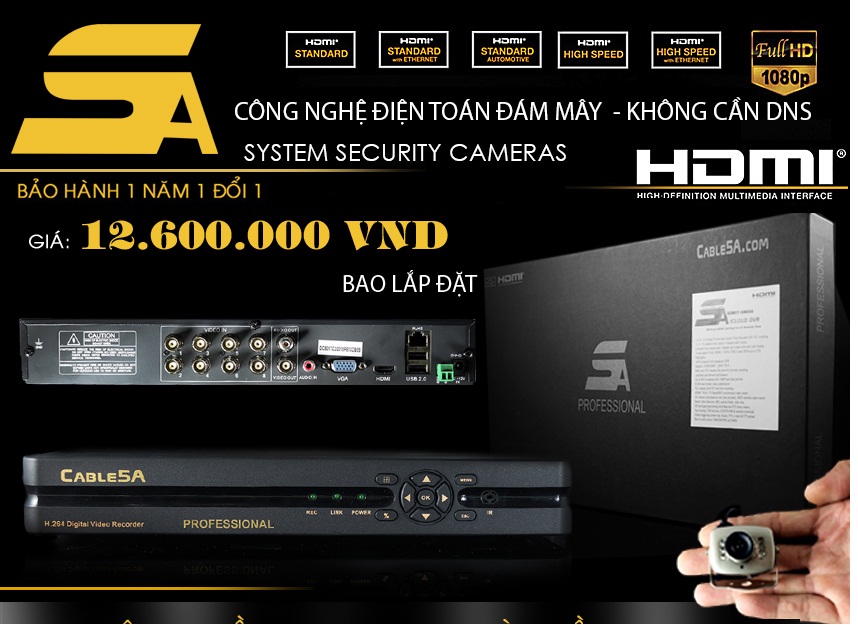 5A
HDMI® STANDARD
HDMI® STANDARD with ETHERNET
HDMI® STANDARD AUTOMOTIVE
HDMI® HIGH SPEED
HDMI® HIGH SPEED with ETHERNET
Full HD 1080p
CÔNG NGHỆ ĐIỆN TOÁN ĐÁM MÂY - KHÔNG CẦN DNS
SYSTEM SECURITY CAMERAS
HDMI®
HIGH-DEFINITION MULTIMEDIA INTERFACE
BẢO HÀNH 1 NĂM 1 ĐỔI 1
GIÁ: 12.600.000 VND
BAO LẮP ĐẶT
HDMI
CABLE5A.COM
PROFESSIONAL
5A
PROFESSIONAL
CAUTION
VIDEO IN
VIDEO OUT
AUDIO IN
VGA
HDMI
RJ45
USB 2.0
CABLE5A
H.264 Digital Video Recorder
PROFESSIONAL
REC LINK POWER
OK
MENU
ESC
IR